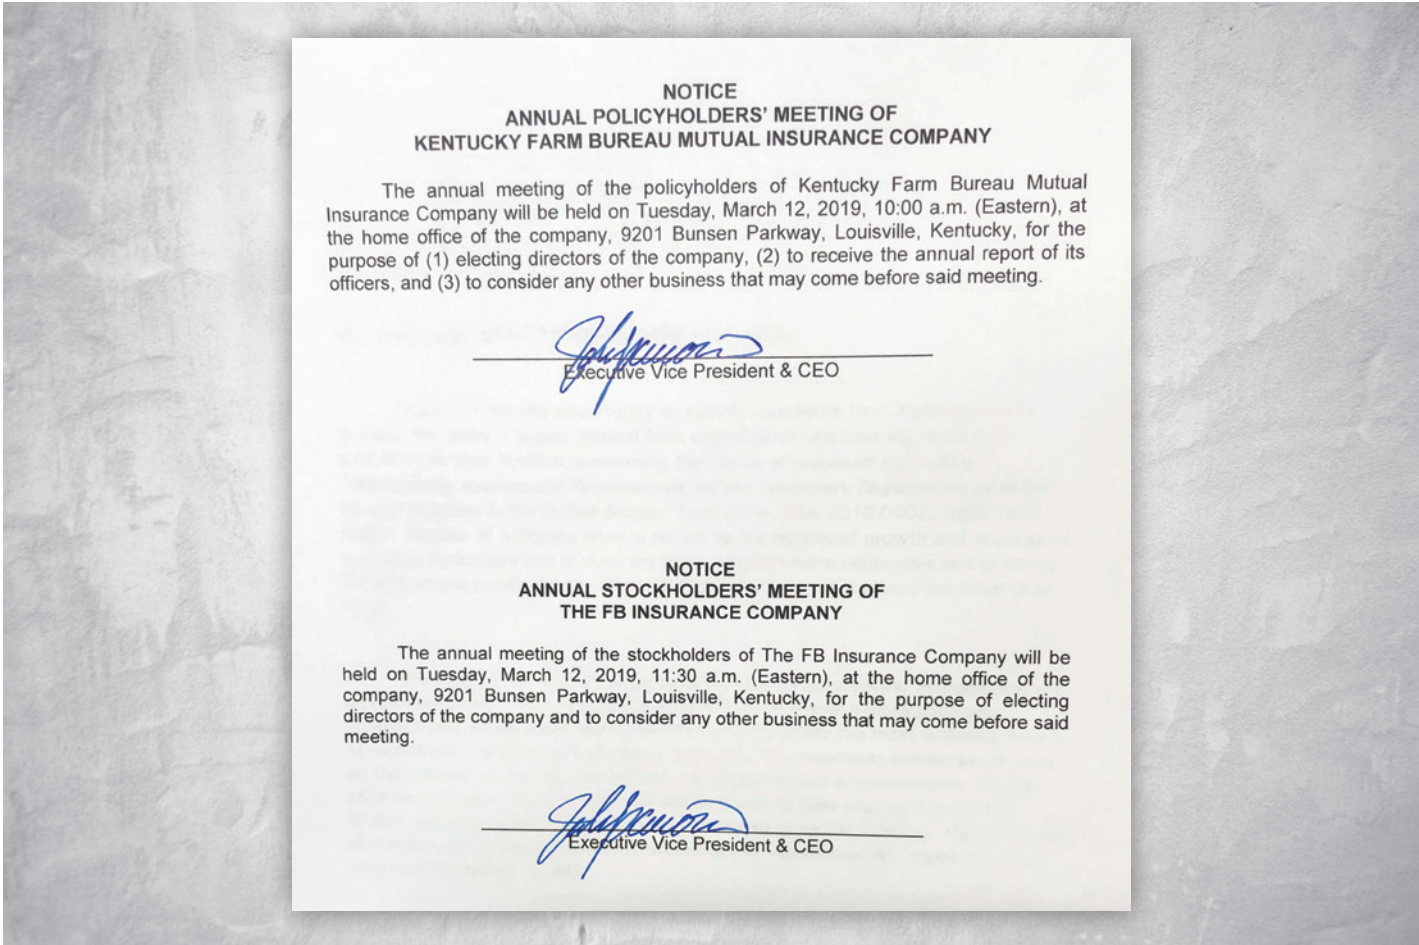 NOTICE
ANNUAL POLICYHOLDERS' MEETING OF
KENTUCKY FARM BUREAU MUTUAL INSURANCE COMPANY
The annual meeting of the policyholders of Kentucky Farm Bureau Mutual
Insurance Company will be held on Tuesday, March 12, 2019, 10:00 a.m. (Eastern), at
the home office of the company, 9201 Bunsen Parkway, Louisville, Kentucky, for the
purpose of (1) electing directors of the company, (2) to receive the annual report of its
officers, and (3) to consider any other business that may come before said meeting.
Executive Vice President & CEO
NOTICE
ANNUAL STOCKHOLDERS' MEETING OF
THE FB INSURANCE COMPANY
The annual meeting of the stockholders of The FB Insurance Company will be
held on Tuesday, March 12, 2019, 11:30 a.m. (Eastern), at the home office of the
company, 9201 Bunsen Parkway, Louisville, Kentucky, for the purpose of electing
directors of the company and to consider any other business that may come before said
meeting.
Executive Vice President & CEO